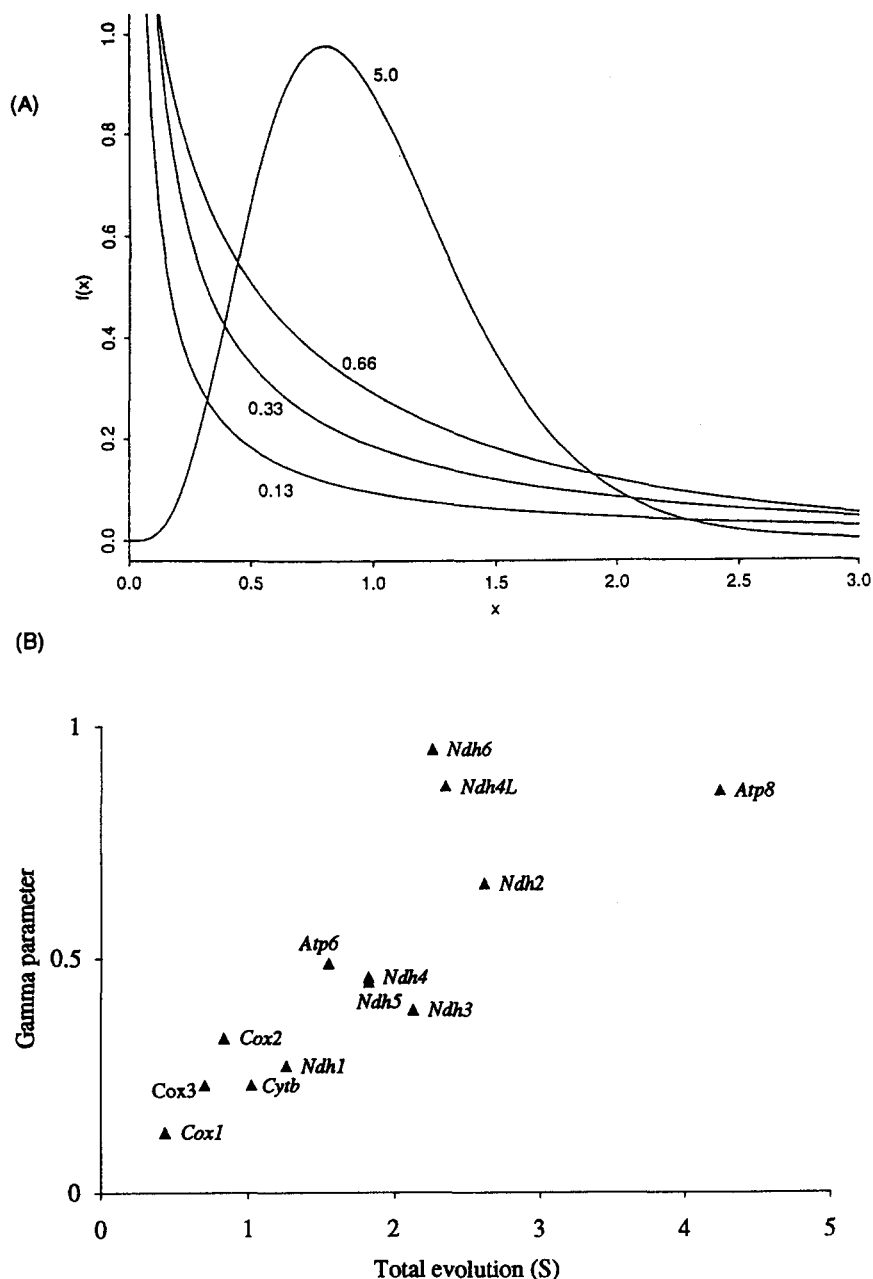 (A)
1.0
0.8
0.6
0.4
0.2
0.0
f(x)
5.0
0.66
0.33
0.13
0.0 0.5 1.0 1.5 2.0 2.5 3.0
x
(B)
1
0.5
0
Gamma parameter
Ndh6
Ndh4L
Atp8
Ndh2
Atp6
Ndh4
Ndh5
Ndh3
Cox2
Ndh1
Cox3
Cytb
Cox1
0 1 2 3 4 5
Total evolution (S)